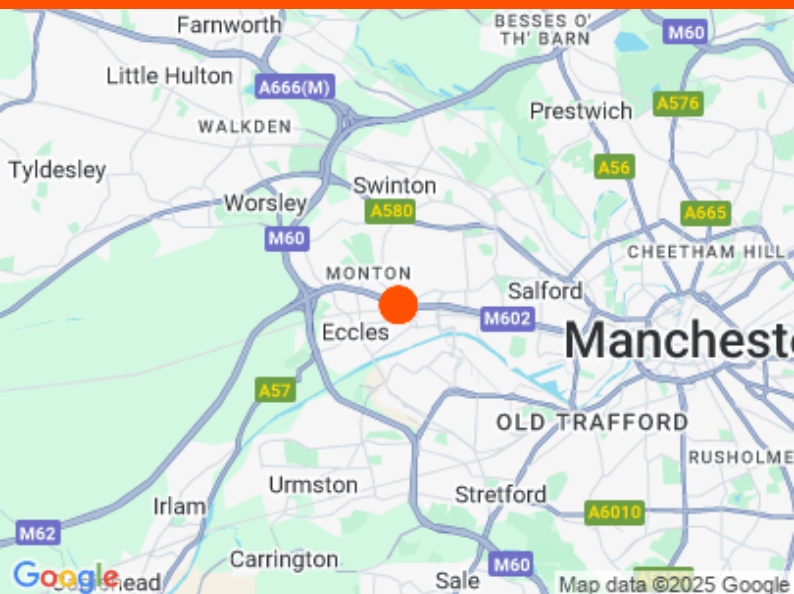 Farnworth
BESSES O'
TH' BARN
M60
Little Hulton
A666(M)
A576
Prestwich
WALKDEN
Tyldesley
A56
Swinton
Worsley
A580
A665
M60
CHEETHAM HILL
MONTON
Salford
M602
Eccles
Manchest
A57
OLD TRAFFORD
RUSHOLME
Urmston
Stretford
Irlam
A6010
M62
Carrington
M60
Google
head
Sale
Map data ©2025 Google